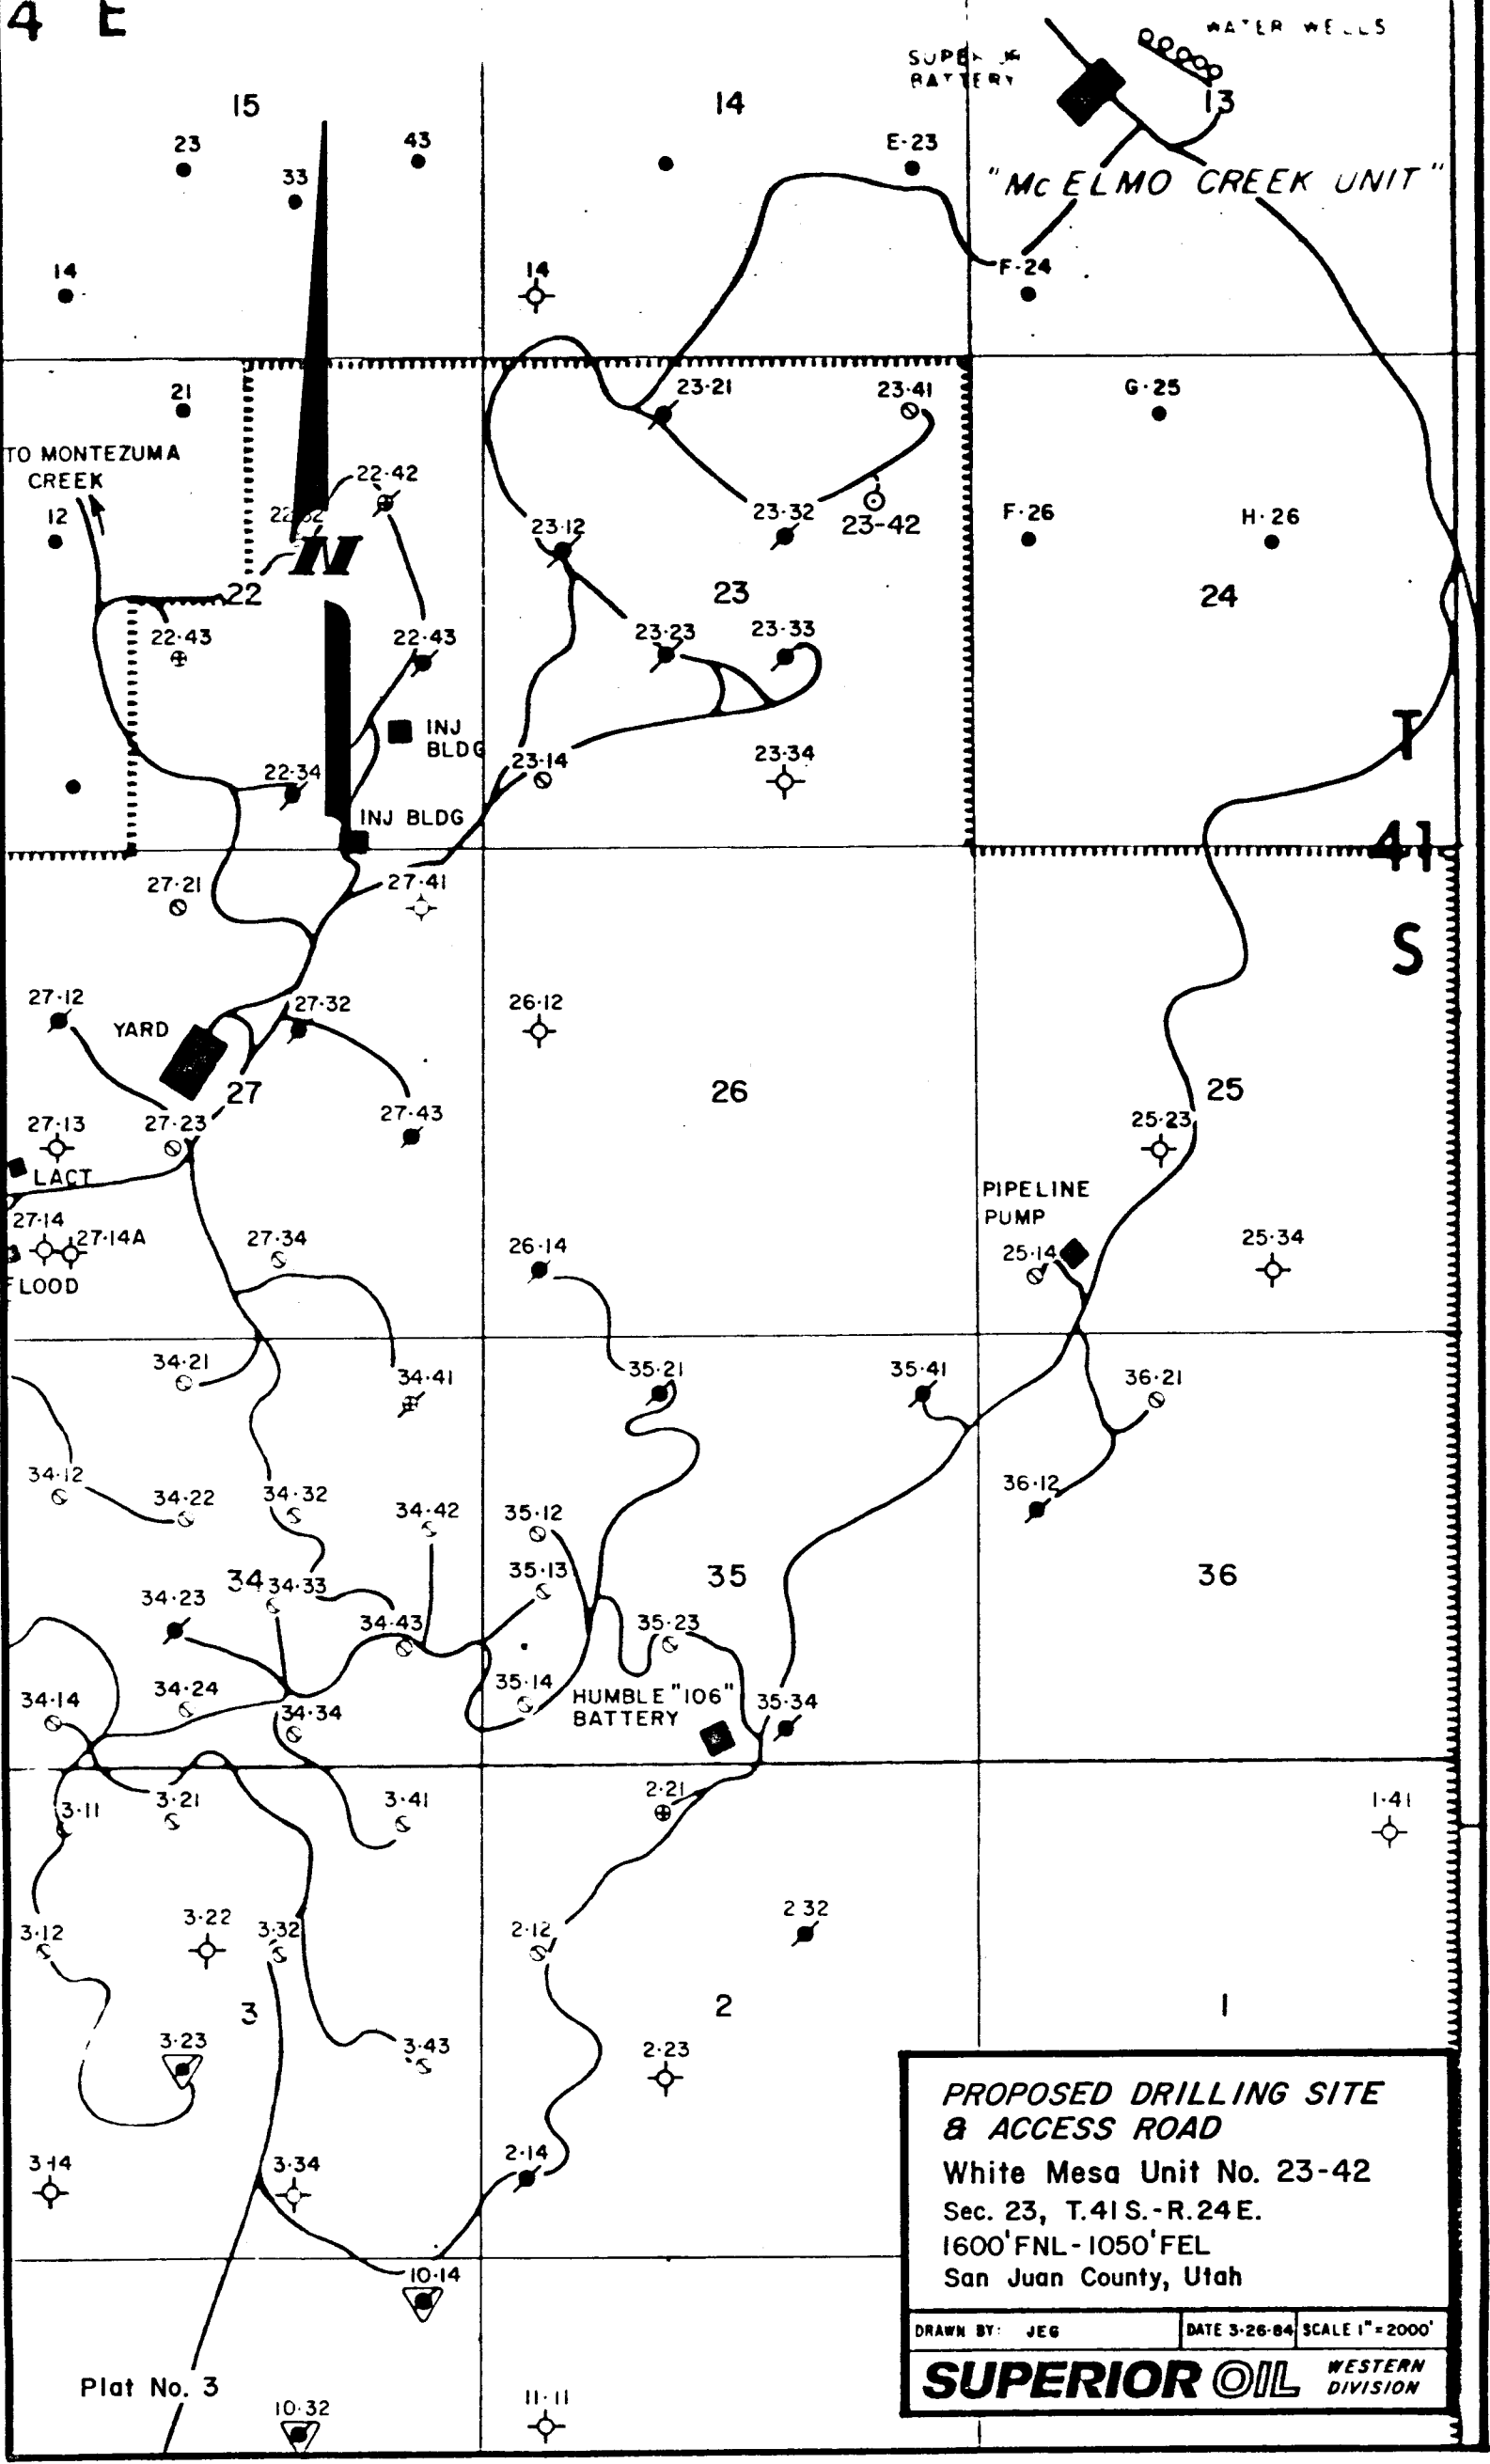 4 E
WATER WELLS
SUPERIOR
BATTERY
15
14
13
23
43
E-23
33
"Mc ELMO CREEK UNIT"
14
14
F-24
21
23-21
23-41
G-25
TO MONTEZUMA
CREEK
22-42
12
22-32
23-12
23-32
23-42
F-26
H-26
N
22
23
24
22-43
22-43
23-23
23-33
INJ
BLDG
T
22-34
23-14
23-34
INJ BLDG
41
27-21
27-41
S
27-12
27-32
26-12
YARD
27
26
25
27-13
27-23
27-43
25-23
LACT
PIPELINE
PUMP
27-14
27-14A
27-34
26-14
25-14
25-34
FLOOD
34-21
34-41
35-21
35-41
36-21
34-12
34-22
34-32
34-42
35-12
36-12
34
34-33
35-13
35
36
34-23
34-43
35-23
34-14
34-24
34-34
35-14
HUMBLE "106"
BATTERY
35-34
3-11
3-21
3-41
2-21
1-41
3-12
3-22
3-32
2-12
2 32
3
2
1
3-23
3-43
2-23
3-14
3-34
2-14
10-14
Plat No. 3
10-32
11-11
PROPOSED DRILLING SITE
& ACCESS ROAD
White Mesa Unit No. 23-42
Sec. 23, T.41 S.-R.24 E.
1600' FNL-1050' FEL
San Juan County, Utah
DRAWN BY: JEG
DATE 3-26-84
SCALE 1"=2000'
SUPERIOR OIL
WESTERN
DIVISION